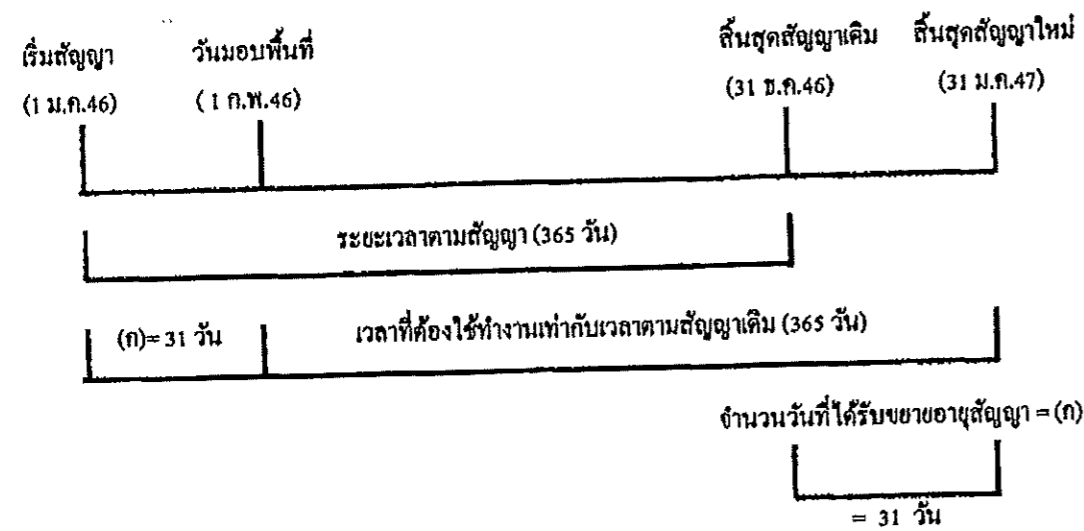 เริ่มสัญญา วันมอบพื้นที่ สิ้นสุดสัญญาเดิม สิ้นสุดสัญญาใหม่
(1 ม.ค.46) (1 ก.พ.46) (31 ธ.ค.46) (31 ม.ค.47)
ระยะเวลาตามสัญญา (365 วัน)
(ก)= 31 วัน เวลาที่ต้องใช้ทำงานเท่ากับเวลาตามสัญญาเดิม (365 วัน)
จำนวนวันที่ได้รับขยายอายุสัญญา = (ก)
= 31 วัน